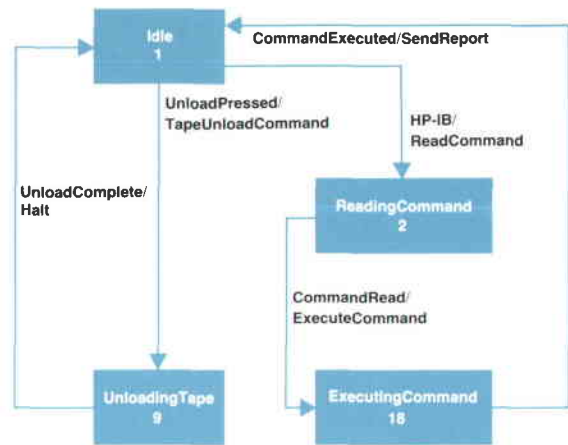 Idle
1
CommandExecuted/SendReport
UnloadPressed/
TapeUnloadCommand
HP-IB/
ReadCommand
UnloadComplete/
Halt
ReadingCommand
2
CommandRead/
ExecuteCommand
UnloadingTape
9
ExecutingCommand
18